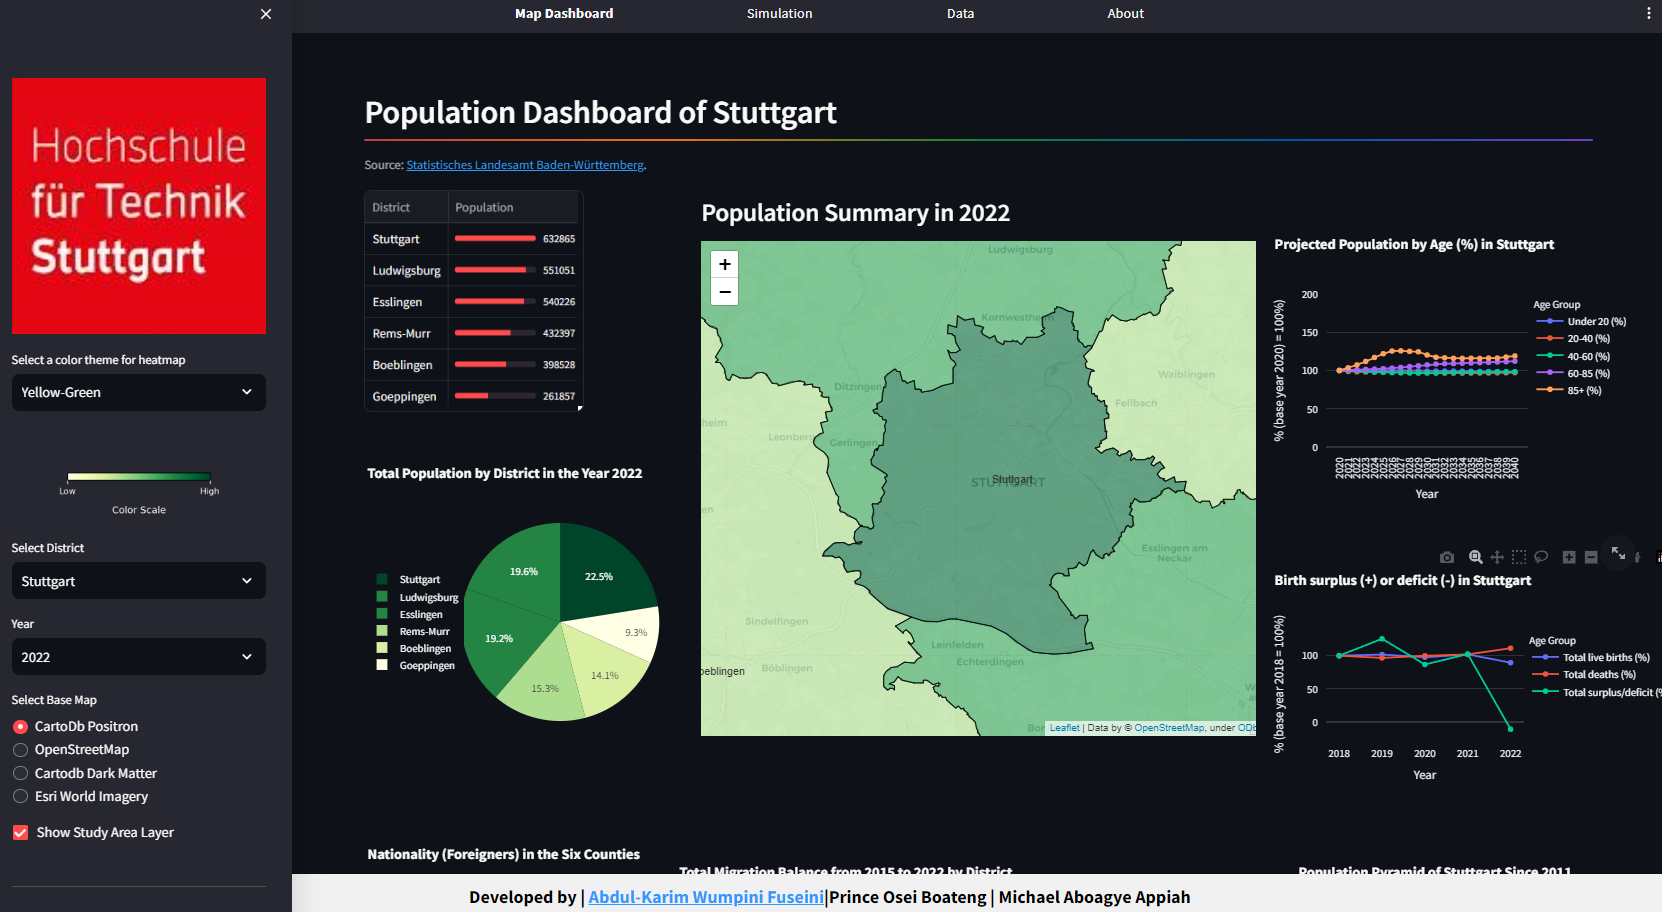 Map Dashboard
Simulation
Data
About
Hochschule
für Technik
Stuttgart
Select a color theme for heatmap
Yellow-Green
Low
High
Color Scale
Select District
Stuttgart
Year
2022
Select Base Map
CartoDb Positron
OpenStreetMap
Cartodb Dark Matter
Esri World Imagery
Show Study Area Layer
Population Dashboard of Stuttgart
Source: Statistisches Landesamt Baden-Württemberg.
District Population
Stuttgart 632865
Ludwigsburg 551051
Esslingen 540226
Rems-Murr 432397
Boeblingen 398528
Goeppingen 261857
Total Population by District in the Year 2022
Stuttgart
Ludwigsburg
Esslingen
Rems-Murr
Boeblingen
Goeppingen
19.6%
22.5%
19.2%
9.3%
15.3%
14.1%
Population Summary in 2022
+
−
Ludwigsburg
Kornwestheim
Ditzingen
Waiblingen
Fellbach
heim
Leonberg
Gerlingen
STUTTGART
Stuttgart
en
Esslingen am
Neckar
Sindelfingen
Leinfelden
Echterdingen
oeblingen
Böblingen
Leaflet | Data by © OpenStreetMap, under ODb
Projected Population by Age (%) in Stuttgart
% (base year 2020) = 100%)
200
150
100
50
0
2020 2021 2022 2023 2024 2025 2026 2027 2028 2029 2030 2031 2032 2033 2034 2035 2036 2037 2038 2039 2040
Year
Age Group
Under 20 (%)
20-40 (%)
40-60 (%)
60-85 (%)
85+ (%)
Birth surplus (+) or deficit (-) in Stuttgart
% (base year 2018 = 100%)
100
50
0
2018 2019 2020 2021 2022
Year
Age Group
Total live births (%)
Total deaths (%)
Total surplus/deficit (%
Nationality (Foreigners) in the Six Counties
Total Migration Balance from 2015 to 2022 by District
Population Pyramid of Stuttgart Since 2011
Developed by | Abdul-Karim Wumpini Fuseini|Prince Osei Boateng | Michael Aboagye Appiah